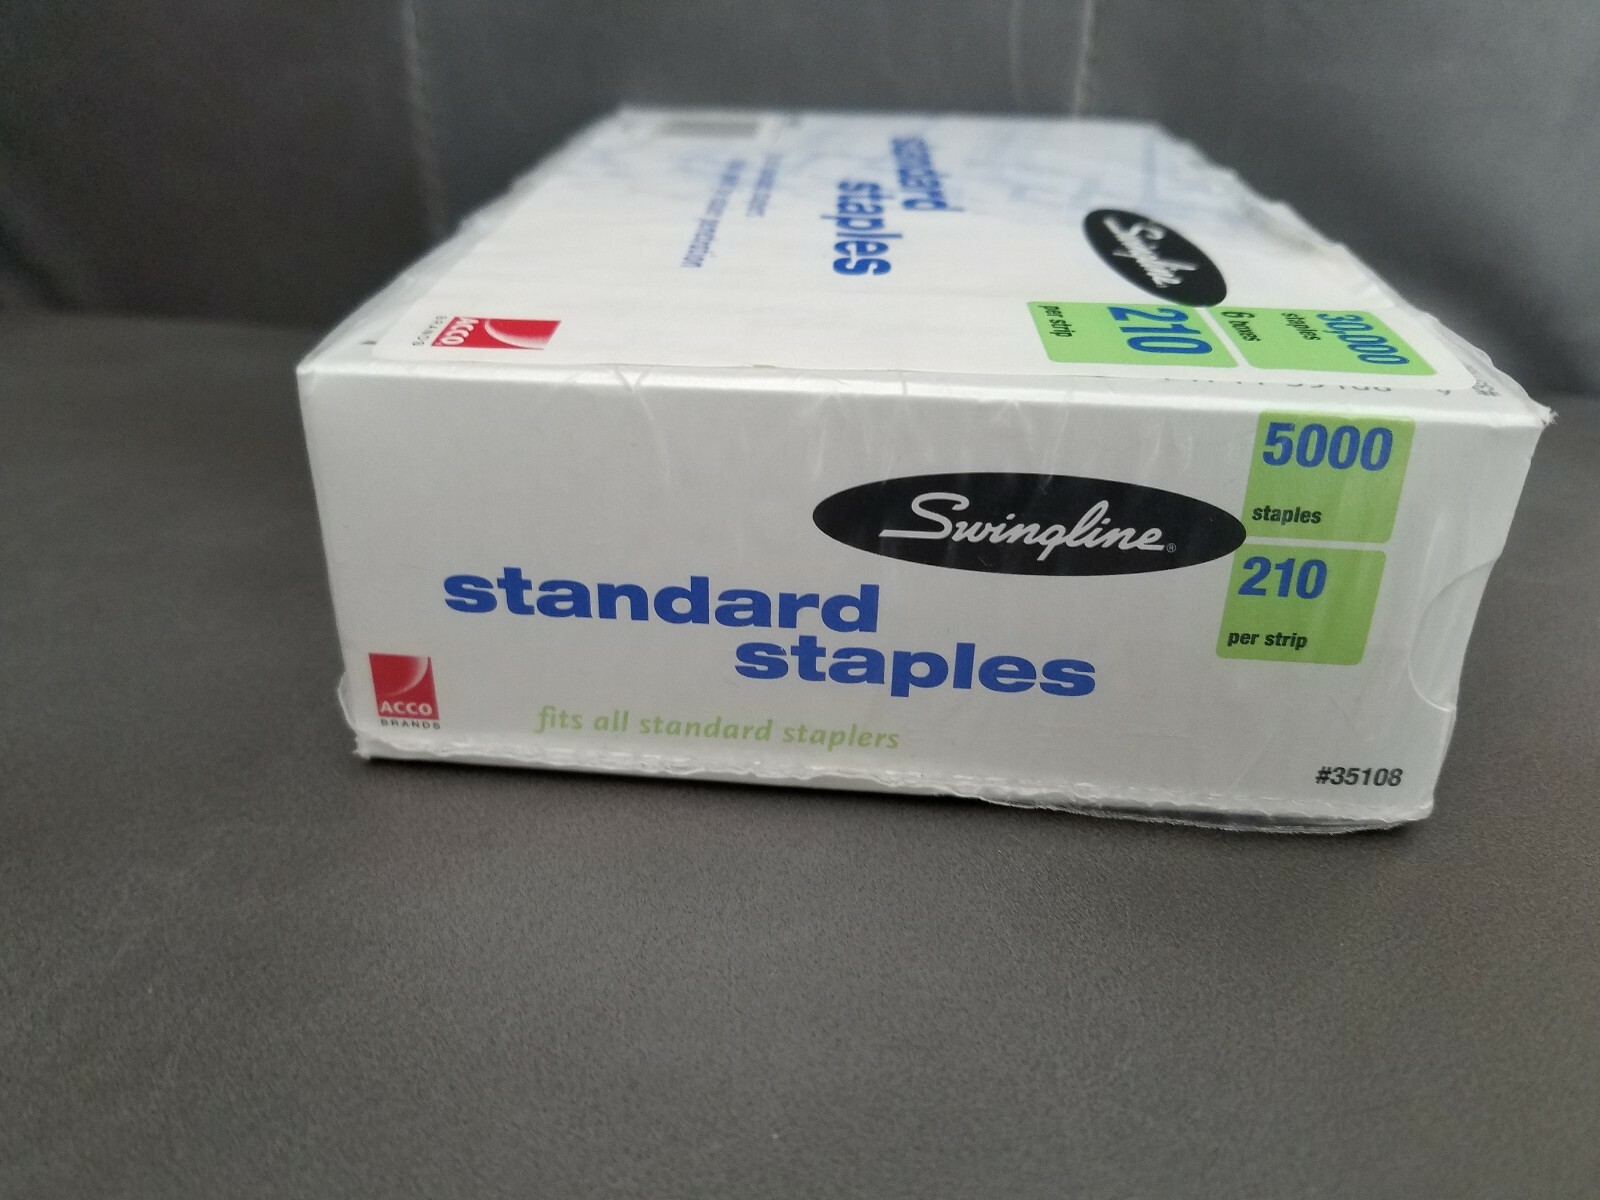 standard
staples
Swingline
ACCO
BRANDS
210
per strip
6 boxes
30,000
staples
Swingline®
5000
staples
210
per strip
standard
staples
fits all standard staplers
ACCO
BRANDS
#35108